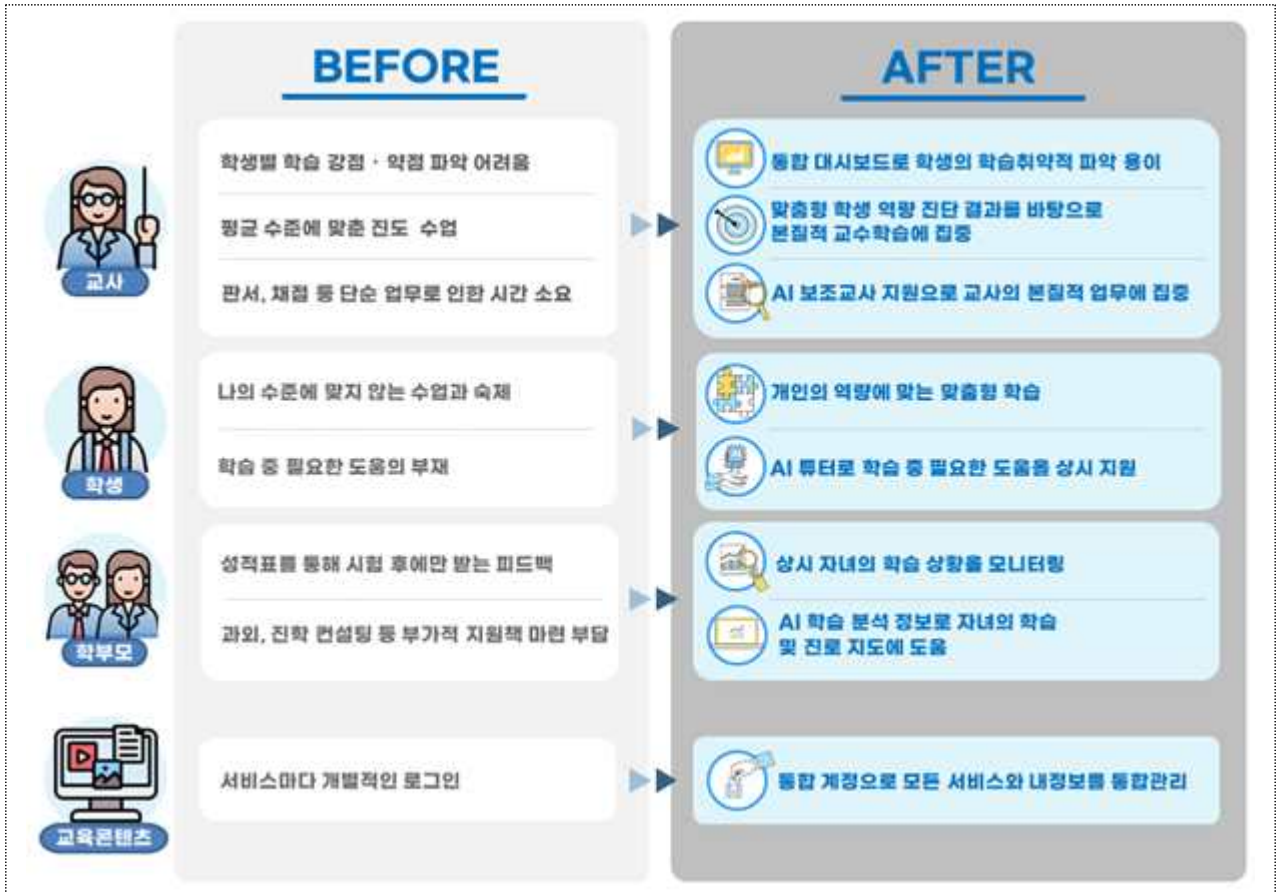 BEFORE
AFTER
교사
학생별 학습 강점 · 약점 파악 어려움
평균 수준에 맞춘 진도 수업
판서, 채점 등 단순 업무로 인한 시간 소요
통합 대시보드로 학생의 학습취약적 파악 용이
맞춤형 학생 역량 진단 결과를 바탕으로
본질적 교수학습에 집중
AI 보조교사 지원으로 교사의 본질적 업무에 집중
학생
나의 수준에 맞지 않는 수업과 숙제
학습 중 필요한 도움의 부재
개인의 역량에 맞는 맞춤형 학습
AI 튜터로 학습 중 필요한 도움을 상시 지원
학부모
성적표를 통해 시험 후에만 받는 피드백
과외, 진학 컨설팅 등 부가적 지원책 마련 부담
상시 자녀의 학습 상황을 모니터링
AI 학습 분석 정보로 자녀의 학습
및 진로 지도에 도움
교육콘텐츠
서비스마다 개별적인 로그인
통합 계정으로 모든 서비스와 내정보를 통합관리